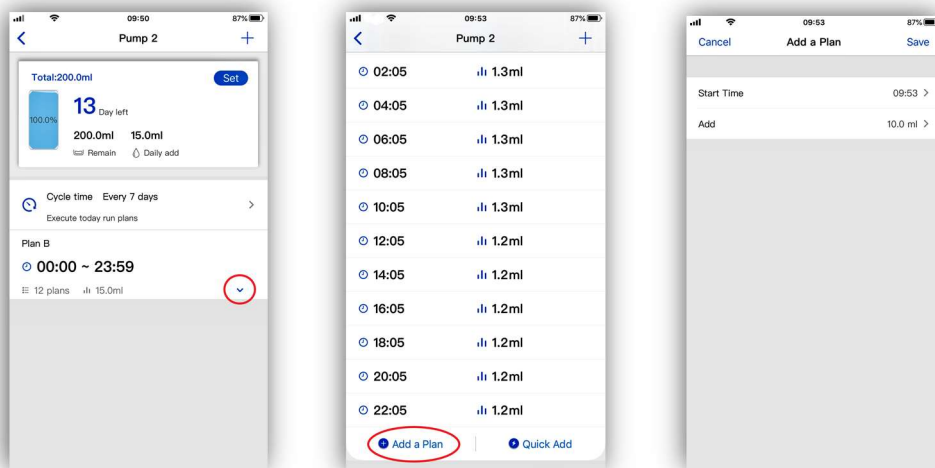 09:50
87%
Pump 2
Total:200.0ml
Set
100.0%
13 Day left
200.0ml 15.0ml
Remain Daily add
Cycle time Every 7 days
Execute today run plans
Plan B
00:00 ~ 23:59
12 plans 15.0ml
09:53
87%
Pump 2
02:05 1.3ml
04:05 1.3ml
06:05 1.3ml
08:05 1.3ml
10:05 1.3ml
12:05 1.2ml
14:05 1.2ml
16:05 1.2ml
18:05 1.2ml
20:05 1.2ml
22:05 1.2ml
Add a Plan Quick Add
09:53
87%
Cancel Add a Plan Save
Start Time 09:53
Add 10.0 ml